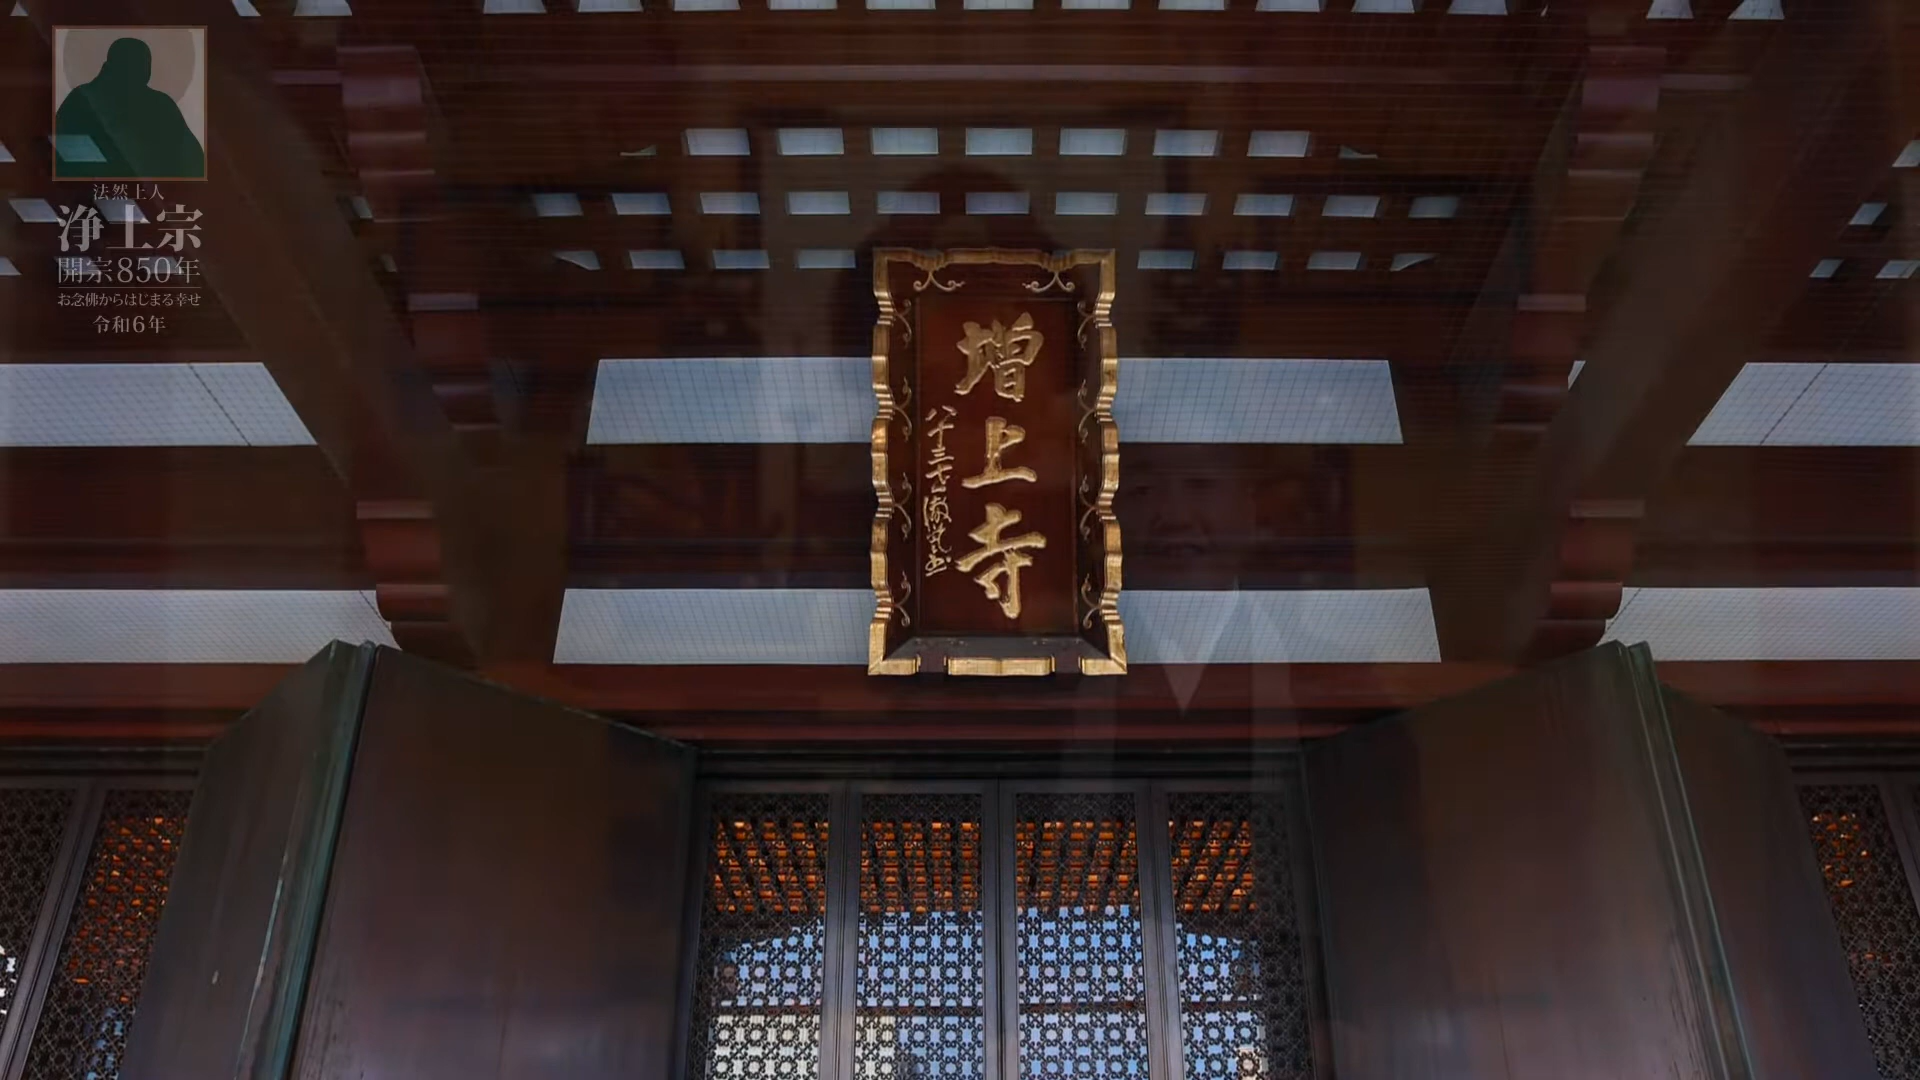 法然上人
浄土宗
開宗850年
お念佛からはじまる幸せ
令和6年
増上寺